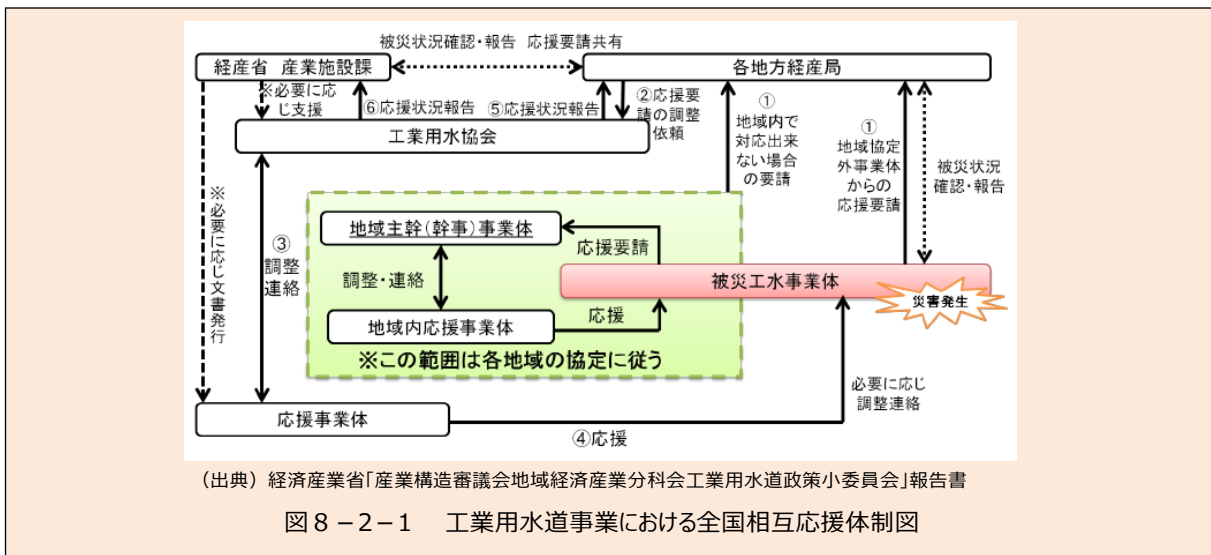 被災状況確認・報告　応援要請共有
経産省　産業施設課
各地方経産局
※必要に応
じ支援
⑥応援状況報告
⑤応援状況報告
②応援要
請の調整
依頼
①
地域内で
対応出来
ない場合
の要請
①
地域協定
外事業体
からの
応援要請
被災状況
確認・報告
工業用水協会
※必要に応じ文書発行
③
調整
連絡
地域主幹(幹事)事業体
応援要請
調整・連絡
被災工水事業体
災害発生
地域内応援事業体
応援
※この範囲は各地域の協定に従う
必要に応じ
調整連絡
応援事業体
④応援
（出典）経済産業省「産業構造審議会地域経済産業分科会工業用水道政策小委員会」報告書
図８－２－１　工業用水道事業における全国相互応援体制図